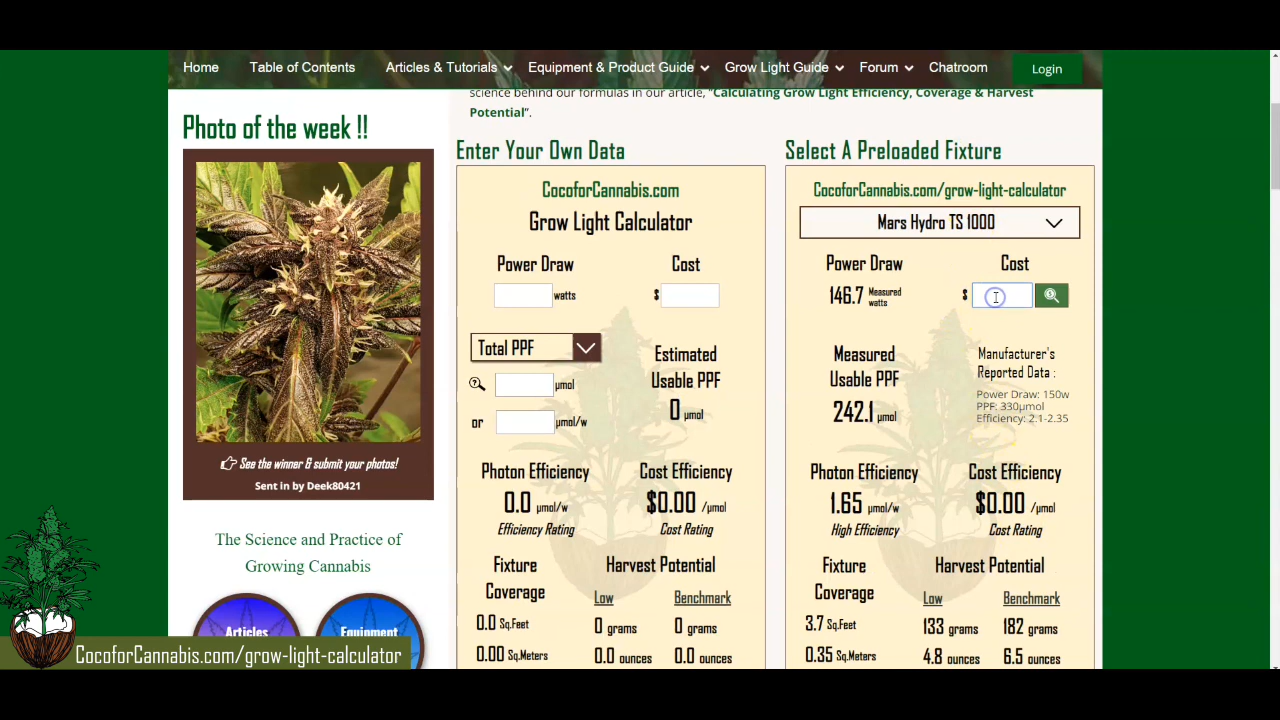 Home Table of Contents Articles & Tutorials Equipment & Product Guide Grow Light Guide Forum Chatroom Login
science behind our formulas in our article, "Calculating Grow Light Efficiency, Coverage & Harvest
Potential".
Photo of the week !!
See the winner & submit your photos!
Sent in by Deek80421
The Science and Practice of
Growing Cannabis
Articles Equipment
Enter Your Own Data
CocoforCannabis.com
Grow Light Calculator
Power Draw Cost
watts $
Total PPF
Estimated
Usable PPF
µmol
0 µmol
or µmol/w
Photon Efficiency Cost Efficiency
0.0 µmol/w $0.00 /µmol
Efficiency Rating Cost Rating
Fixture
Coverage
Harvest Potential
Low Benchmark
0.0 Sq.Feet 0 grams 0 grams
0.00 Sq.Meters 0.0 ounces 0.0 ounces
Select A Preloaded Fixture
CocoforCannabis.com/grow-light-calculator
Mars Hydro TS 1000
Power Draw Cost
146.7 Measured
watts
$
Measured
Usable PPF
242.1 µmol
Manufacturer's
Reported Data :
Power Draw: 150w
PPF: 330µmol
Efficiency: 2.1-2.35
Photon Efficiency Cost Efficiency
1.65 µmol/w $0.00 /µmol
High Efficiency Cost Rating
Fixture
Coverage
Harvest Potential
Low Benchmark
3.7 Sq.Feet 133 grams 182 grams
0.35 Sq.Meters 4.8 ounces 6.5 ounces
CocoforCannabis.com/grow-light-calculator